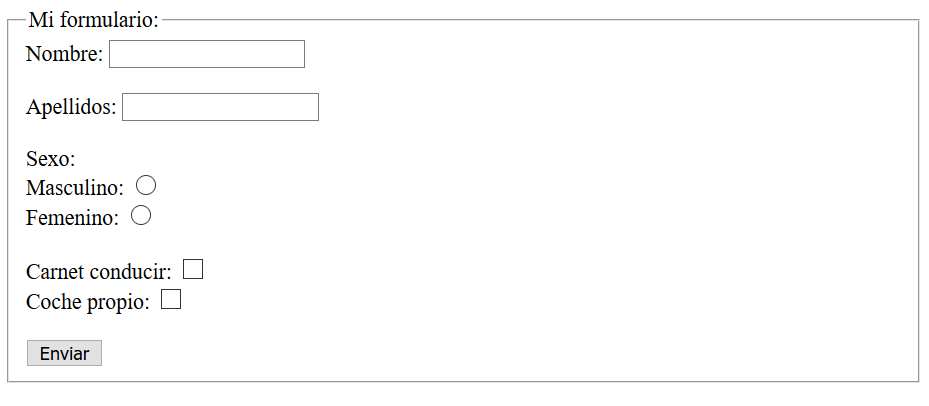 Mi formulario:
Nombre:
Apellidos:
Sexo:
Masculino:
Femenino:
Carnet conducir:
Coche propio:
Enviar